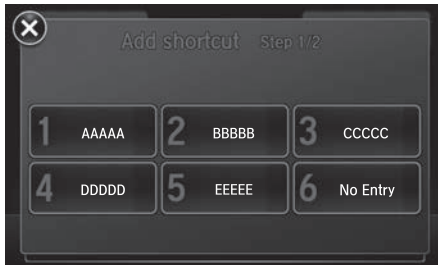 Add shortcut Step 1/2
1 AAAAA 2 BBBBB 3 CCCCC
4 DDDDD 5 EEEEE 6 No Entry